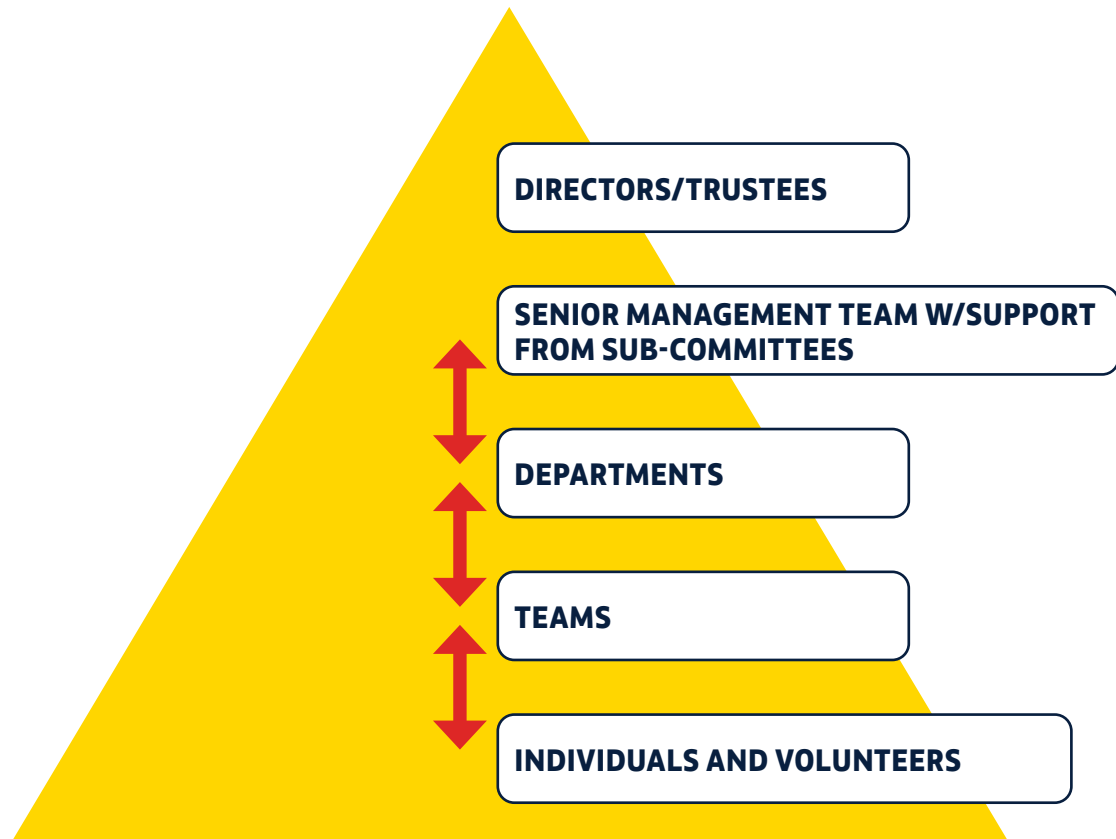 DIRECTORS/TRUSTEES
SENIOR MANAGEMENT TEAM W/SUPPORT
FROM SUB-COMMITTEES
DEPARTMENTS
TEAMS
INDIVIDUALS AND VOLUNTEERS